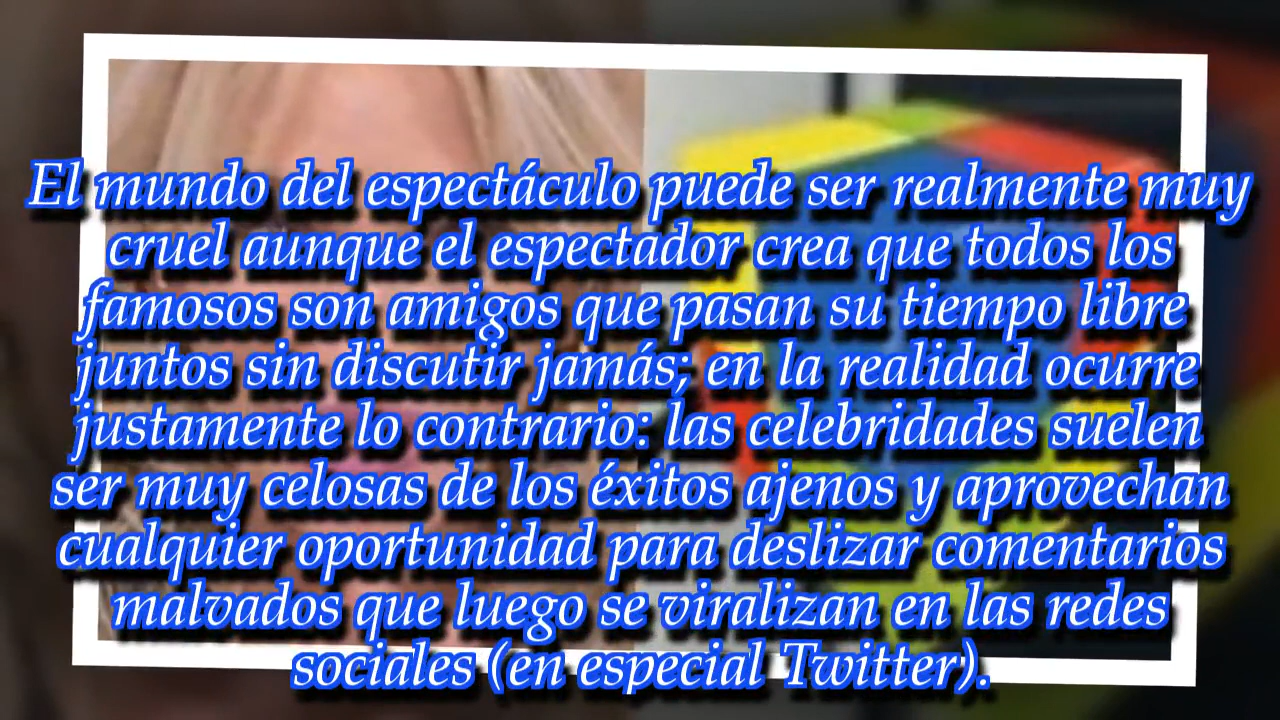 El mundo del espectáculo puede ser realmente muy
cruel aunque el espectador crea que todos los
famosos son amigos que pasan su tiempo libre
juntos sin discutir jamás; en la realidad ocurre
justamente lo contrario: las celebridades suelen
ser muy celosas de los éxitos ajenos y aprovechan
cualquier oportunidad para deslizar comentarios
malvados que luego se viralizan en las redes
sociales (en especial Twitter).